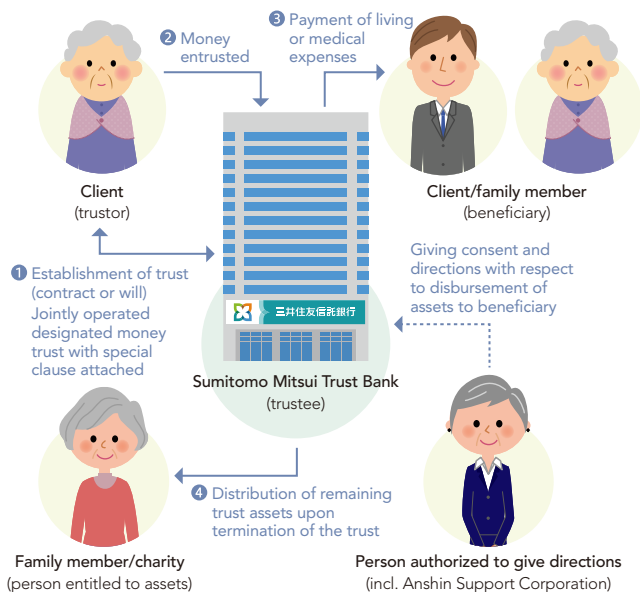 ❷ Money
entrusted
❸ Payment of living
or medical
expenses
Client
(trustor)
Client/family member
(beneficiary)
❶ Establishment of trust
(contract or will)
Jointly operated
designated money
trust with special
clause attached
Giving consent and
directions with respect
to disbursement of
assets to beneficiary
三井住友信託銀行
Sumitomo Mitsui Trust Bank
(trustee)
❹ Distribution of remaining
trust assets upon
termination of the trust
Family member/charity
(person entitled to assets)
Person authorized to give directions
(incl. Anshin Support Corporation)